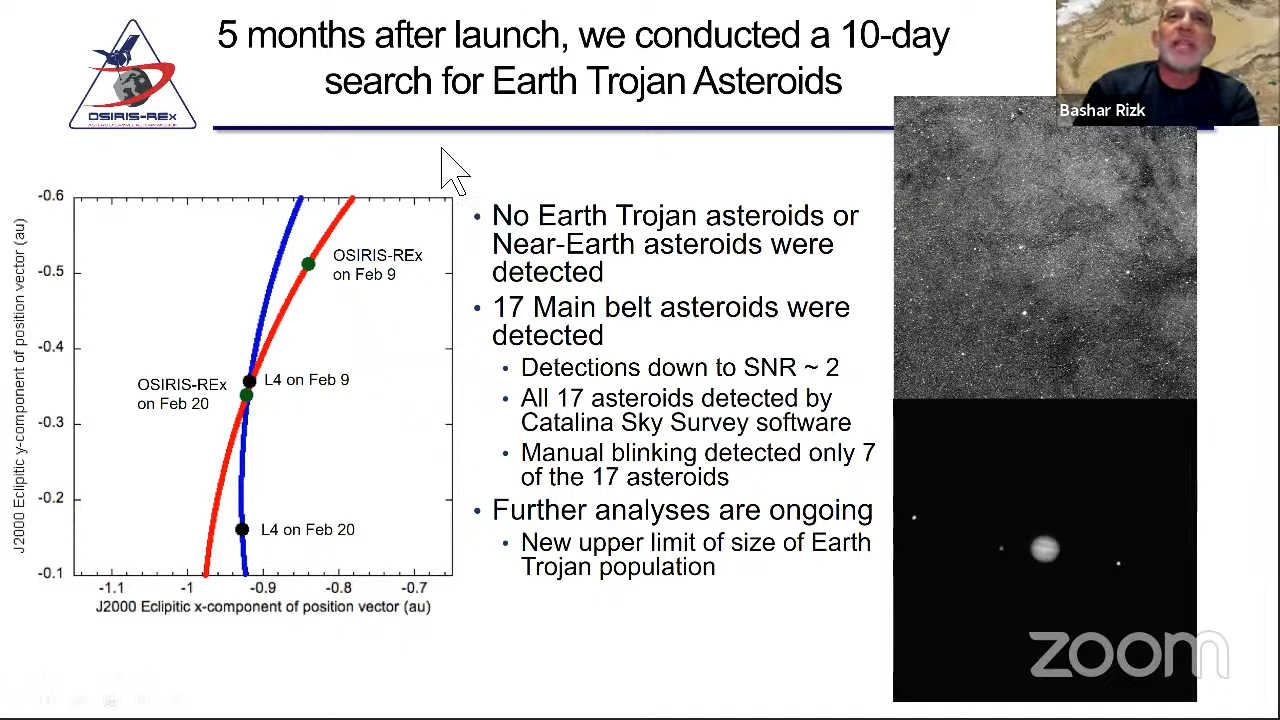 5 months after launch, we conducted a 10-day
search for Earth Trojan Asteroids
OSIRIS-REx
Bashar Rizk
-0.6
-0.5
-0.4
-0.3
-0.2
-0.1
J2000 Eclipitic y-component of position vector (au)
OSIRIS-REx
on Feb 9
L4 on Feb 9
OSIRIS-REx
on Feb 20
L4 on Feb 20
-1.1
-1
-0.9
-0.8
-0.7
J2000 Eclipitic x-component of position vector (au)
• No Earth Trojan asteroids or
Near-Earth asteroids were
detected
• 17 Main belt asteroids were
detected
• Detections down to SNR ~ 2
• All 17 asteroids detected by
Catalina Sky Survey software
• Manual blinking detected only 7
of the 17 asteroids
• Further analyses are ongoing
• New upper limit of size of Earth
Trojan population
zoom